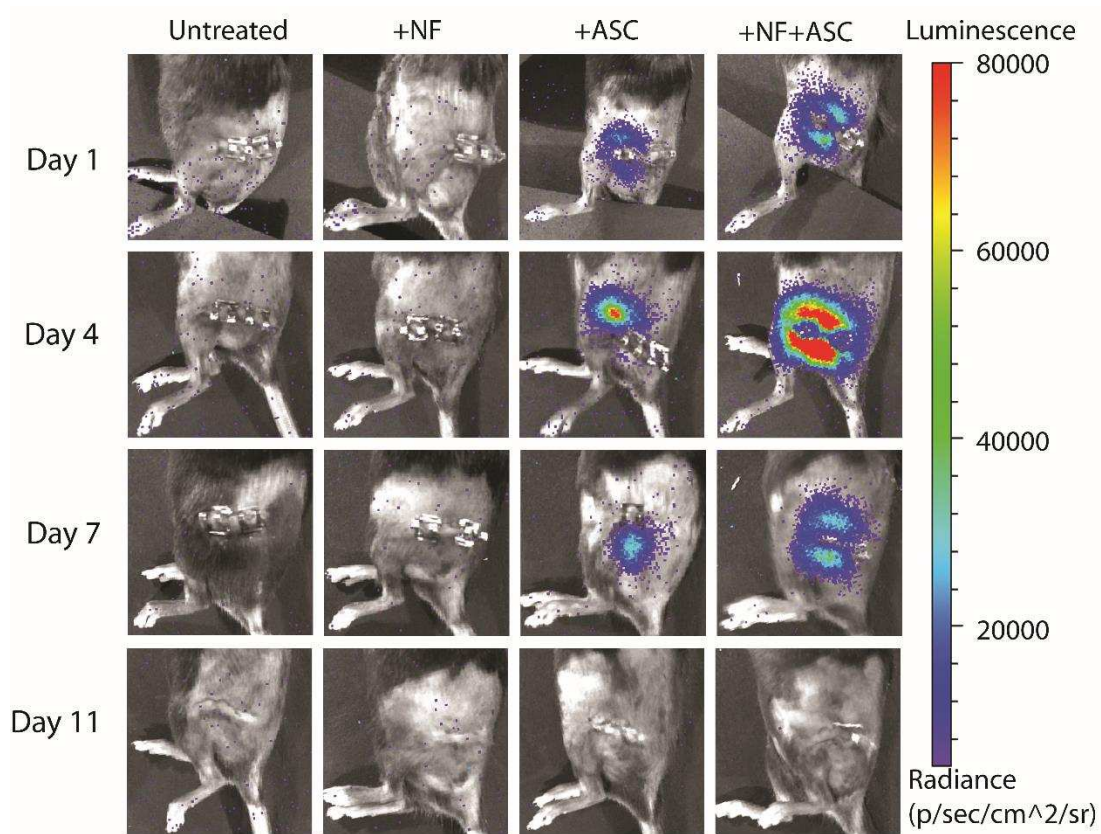 Untreated +NF +ASC +NF+ASC Luminescence
80000
Day 1
60000
Day 4
40000
Day 7
20000
Day 11
Radiance
(p/sec/cm^2/sr)